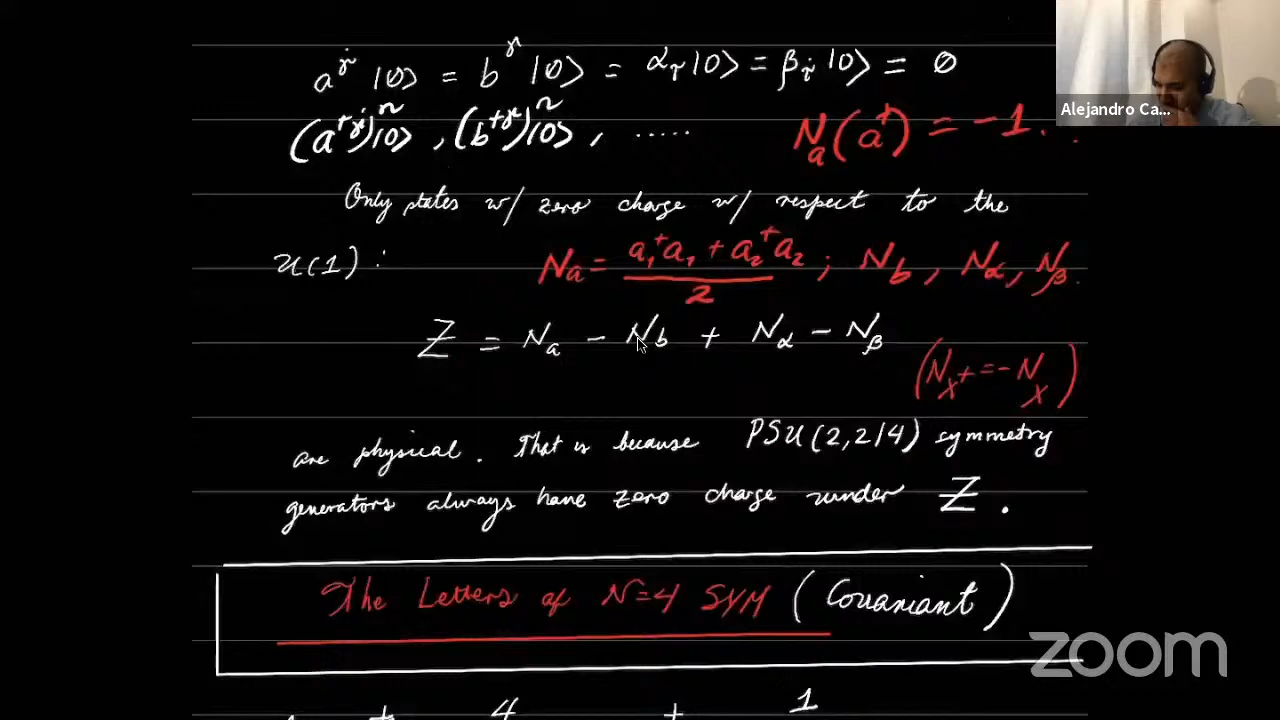 a^ṙ |0> = b^r |0> = α_r|0> = β_ṙ |0> = 0
Alejandro Ca...
(a^{+ṙ})^n|0>, (b^{+r})^n|0>, ..... N_a(a^+) = -1.
Only states w/ zero charge w/ respect to the
U(1): N_a = (a_1^+ a_1 + a_2^+ a_2)/2 ; N_b, N_α, N_β.
Z = N_a - N_b + N_α - N_β
(N_{x^+} = -N_x)
are physical. That is because PSU(2,2|4) symmetry
generators always have zero charge under Z.
The Letters of N=4 SYM (Covariant)
zoom